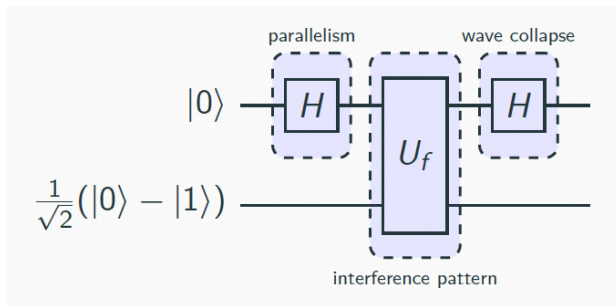 parallelism wave collapse
|0⟩ H H
U_f
1/√2(|0⟩ − |1⟩)
interference pattern